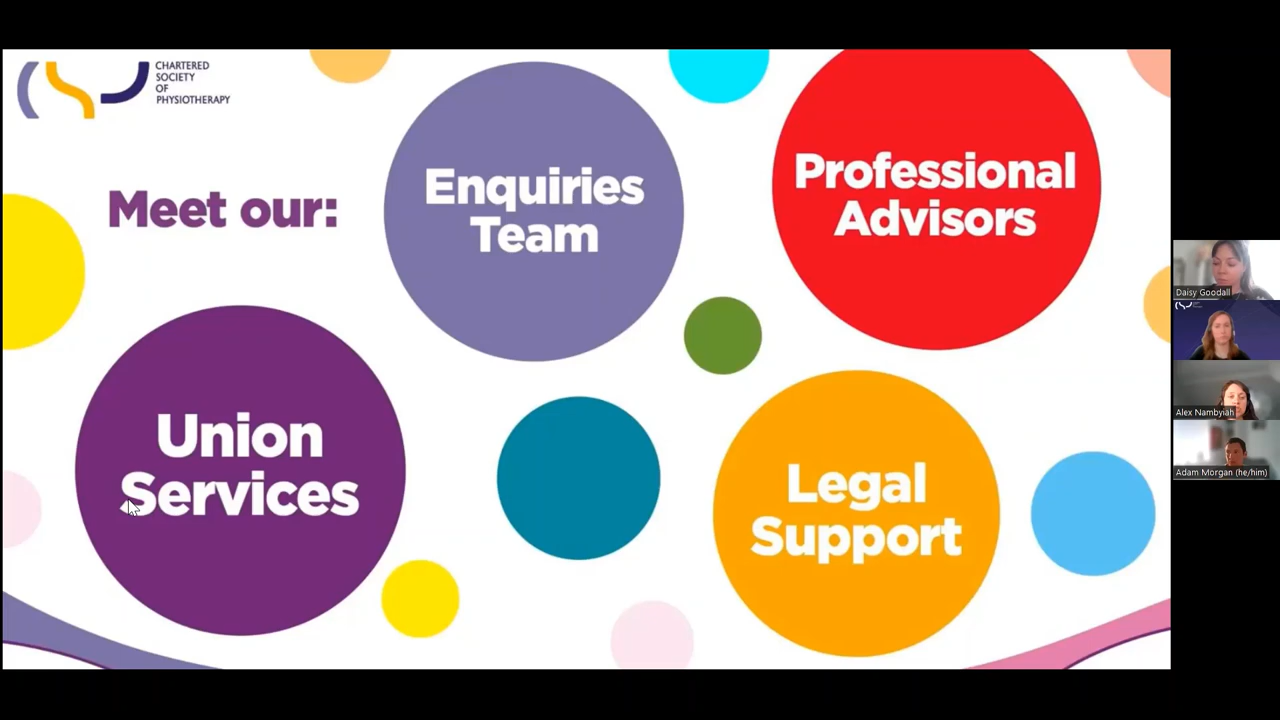 CHARTERED
SOCIETY
OF
PHYSIOTHERAPY
Meet our:
Enquiries
Team
Professional
Advisors
Union
Services
Legal
Support
Daisy Goodall
Alex Nambyiah
Adam Morgan (he/him)